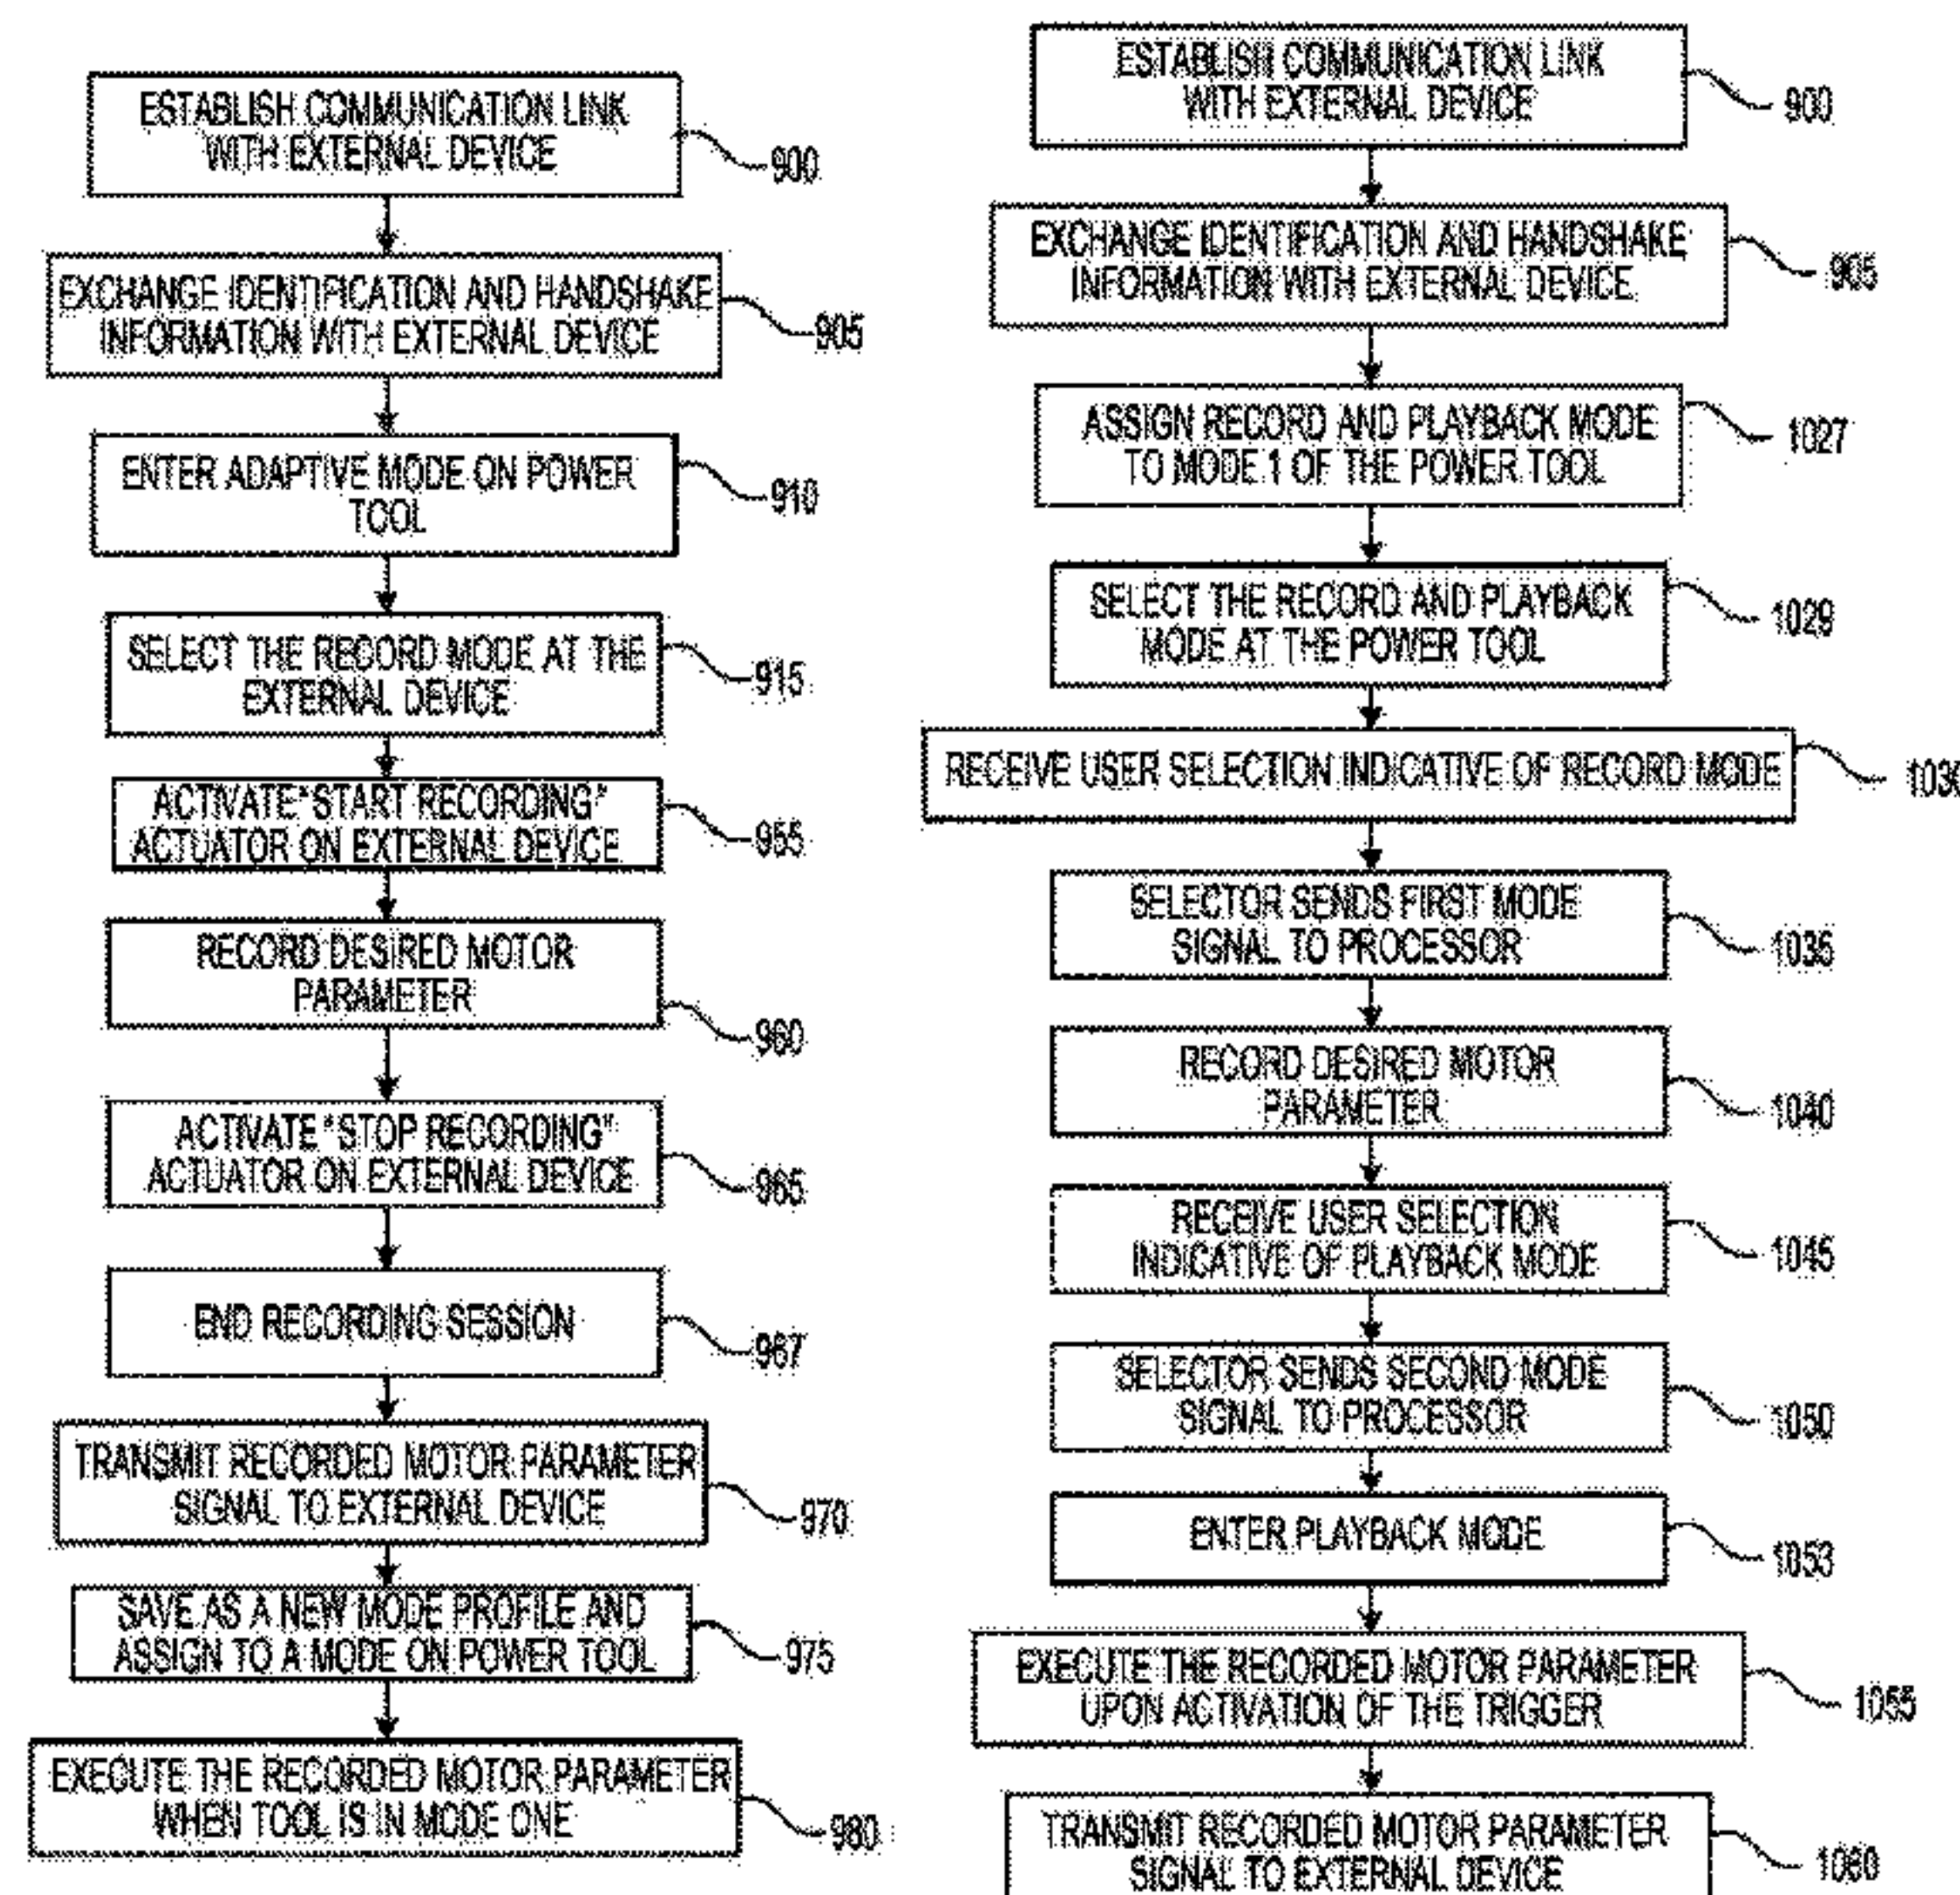 ESTABLISH COMMUNICATION LINK
WITH EXTERNAL DEVICE
900
EXCHANGE IDENTIFICATION AND HANDSHAKE
INFORMATION WITH EXTERNAL DEVICE
905
ENTER ADAPTIVE MODE ON POWER
TOOL
910
SELECT THE RECORD MODE AT THE
EXTERNAL DEVICE
915
ACTIVATE "START RECORDING"
ACTUATOR ON EXTERNAL DEVICE
955
RECORD DESIRED MOTOR
PARAMETER
960
ACTIVATE "STOP RECORDING"
ACTUATOR ON EXTERNAL DEVICE
965
END RECORDING SESSION
967
TRANSMIT RECORDED MOTOR PARAMETER
SIGNAL TO EXTERNAL DEVICE
970
SAVE AS A NEW MODE PROFILE AND
ASSIGN TO A MODE ON POWER TOOL
975
EXECUTE THE RECORDED MOTOR PARAMETER
WHEN TOOL IS IN MODE ONE
980
ESTABLISH COMMUNICATION LINK
WITH EXTERNAL DEVICE
900
EXCHANGE IDENTIFICATION AND HANDSHAKE
INFORMATION WITH EXTERNAL DEVICE
905
ASSIGN RECORD AND PLAYBACK MODE
TO MODE 1 OF THE POWER TOOL
1027
SELECT THE RECORD AND PLAYBACK
MODE AT THE POWER TOOL
1029
RECEIVE USER SELECTION INDICATIVE OF RECORD MODE
1030
SELECTOR SENDS FIRST MODE
SIGNAL TO PROCESSOR
1035
RECORD DESIRED MOTOR
PARAMETER
1040
RECEIVE USER SELECTION
INDICATIVE OF PLAYBACK MODE
1045
SELECTOR SENDS SECOND MODE
SIGNAL TO PROCESSOR
1050
ENTER PLAYBACK MODE
1053
EXECUTE THE RECORDED MOTOR PARAMETER
UPON ACTIVATION OF THE TRIGGER
1055
TRANSMIT RECORDED MOTOR PARAMETER
SIGNAL TO EXTERNAL DEVICE
1060